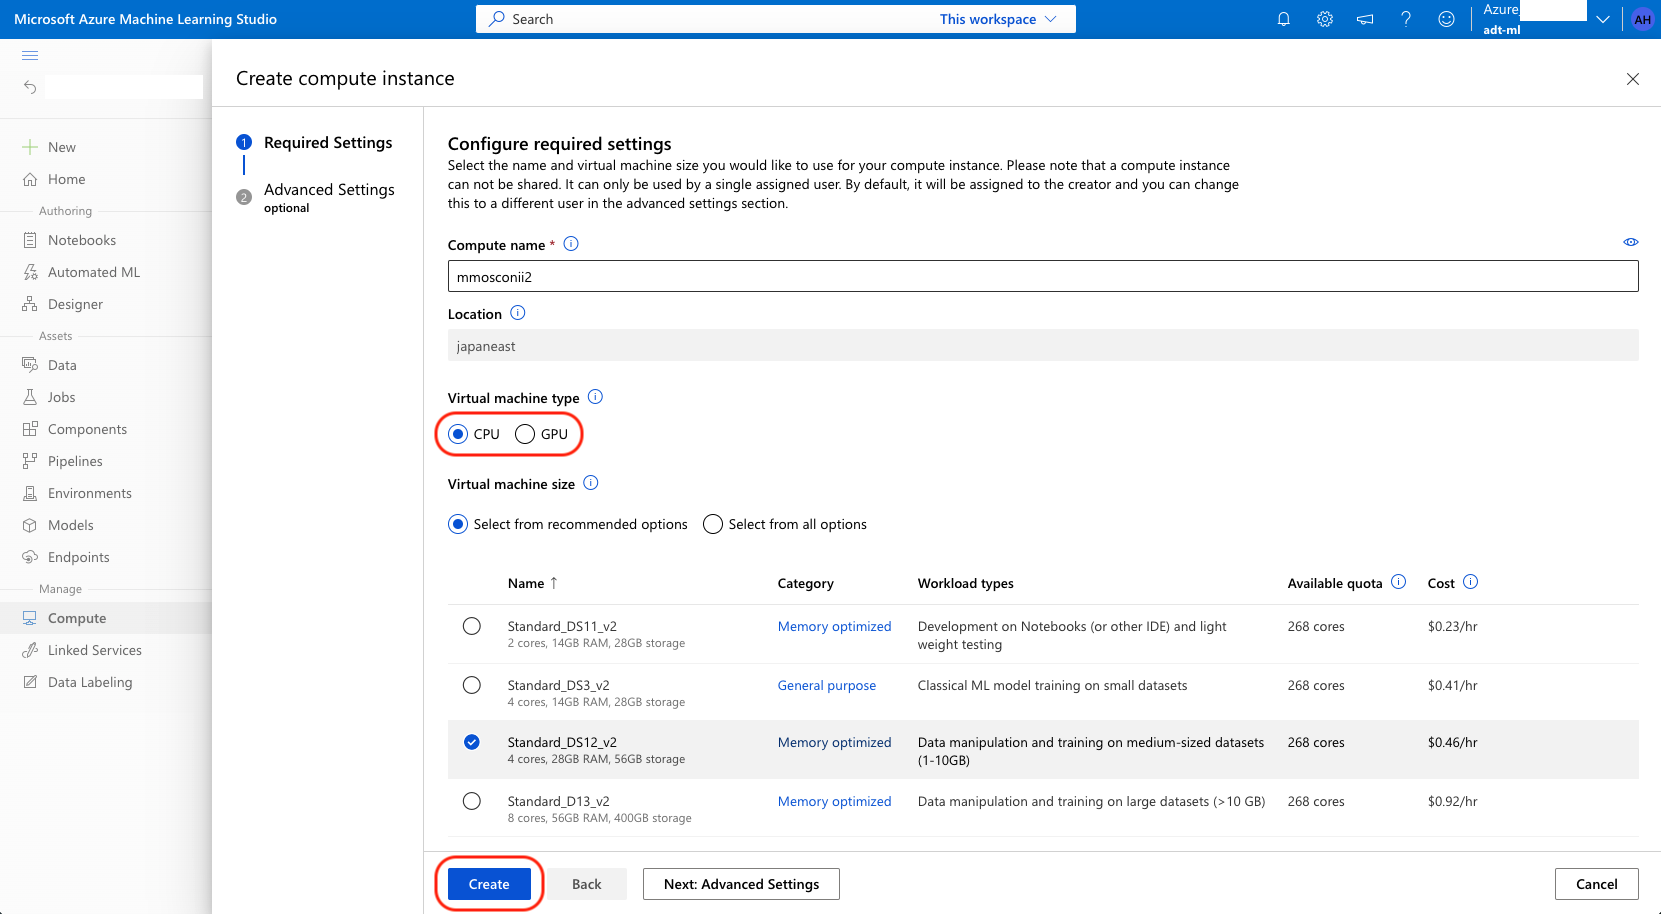 Microsoft Azure Machine Learning Studio
Search
This workspace
Azure
adt-ml
AH
Create compute instance
New
Home
Authoring
Notebooks
Automated ML
Designer
Assets
Data
Jobs
Components
Pipelines
Environments
Models
Endpoints
Manage
Compute
Linked Services
Data Labeling
1 Required Settings
2 Advanced Settings
optional
Configure required settings
Select the name and virtual machine size you would like to use for your compute instance. Please note that a compute instance
can not be shared. It can only be used by a single assigned user. By default, it will be assigned to the creator and you can change
this to a different user in the advanced settings section.
Compute name *
mmosconii2
Location
japaneast
Virtual machine type
CPU GPU
Virtual machine size
Select from recommended options Select from all options
Name ↑ Category Workload types Available quota Cost
Standard_DS11_v2 Memory optimized Development on Notebooks (or other IDE) and light 268 cores $0.23/hr
2 cores, 14GB RAM, 28GB storage weight testing
Standard_DS3_v2 General purpose Classical ML model training on small datasets 268 cores $0.41/hr
4 cores, 14GB RAM, 28GB storage
Standard_DS12_v2 Memory optimized Data manipulation and training on medium-sized datasets 268 cores $0.46/hr
4 cores, 28GB RAM, 56GB storage (1-10GB)
Standard_D13_v2 Memory optimized Data manipulation and training on large datasets (>10 GB) 268 cores $0.92/hr
8 cores, 56GB RAM, 400GB storage
Create Back Next: Advanced Settings Cancel